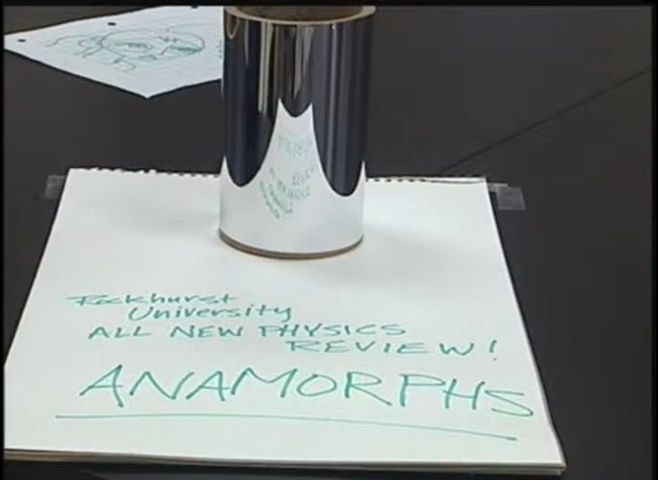 Rockhurst
University
ALL NEW PHYSICS
REVIEW!
ANAMORPHS